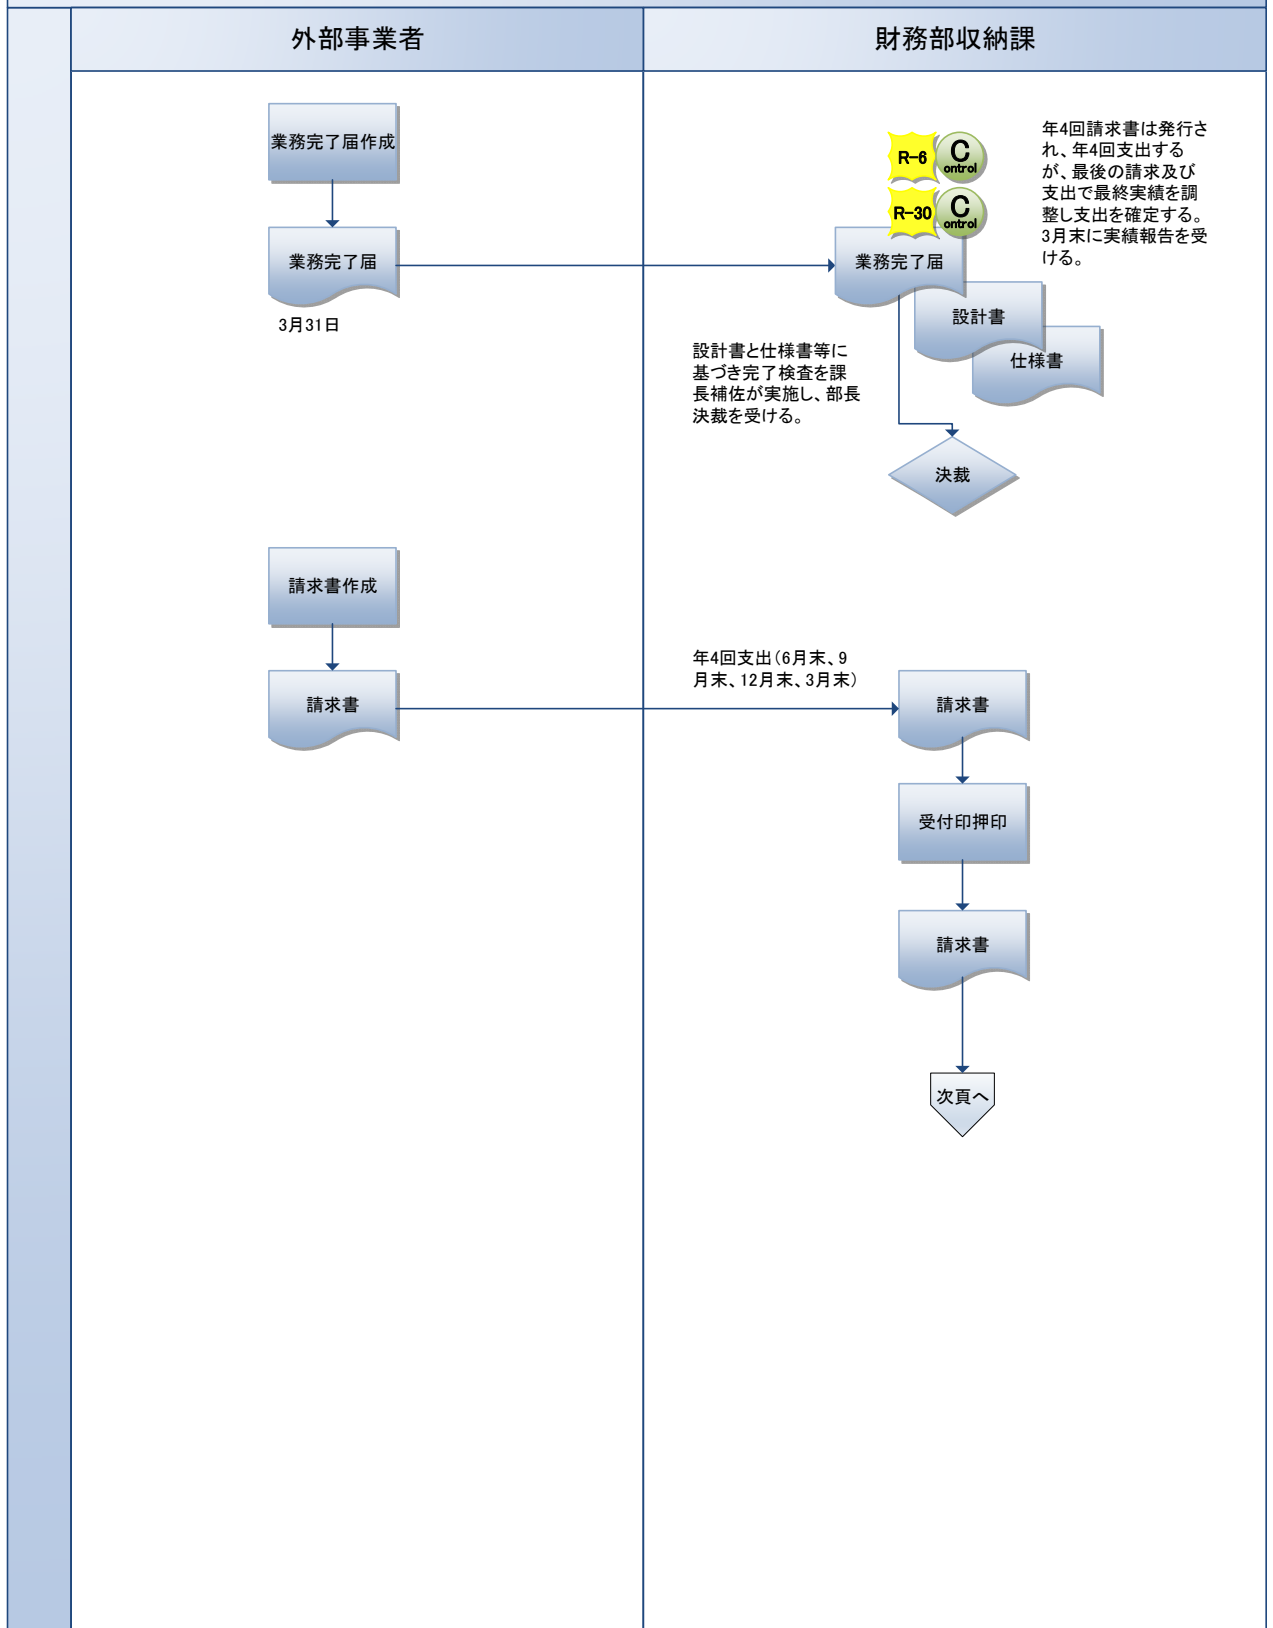 外部事業者
財務部収納課
業務完了届作成
業務完了届
3月31日
R-6
C
ontrol
R-30
C
ontrol
年4回請求書は発行さ
れ、年4回支出する
が、最後の請求及び
支出で最終実績を調
整し支出を確定する。
3月末に実績報告を受
ける。
業務完了届
設計書
仕様書
設計書と仕様書等に
基づき完了検査を課
長補佐が実施し、部長
決裁を受ける。
決裁
請求書作成
請求書
年4回支出（6月末、9
月末、12月末、3月末）
請求書
受付印押印
請求書
次頁へ